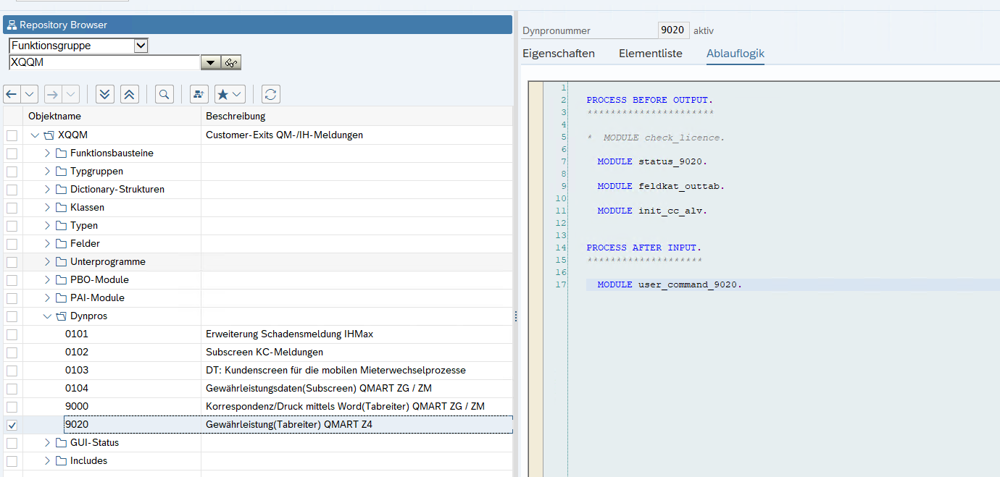 Repository Browser
Funktionsgruppe
XQQM
Objektname Beschreibung
XQQM Customer-Exits QM-/IH-Meldungen
Funktionsbausteine
Typgruppen
Dictionary-Strukturen
Klassen
Typen
Felder
Unterprogramme
PBO-Module
PAI-Module
Dynpros
0101 Erweiterung Schadensmeldung IHMax
0102 Subscreen KC-Meldungen
0103 DT: Kundenscreen für die mobilen Mieterwechselprozesse
0104 Gewährleistungsdaten(Subscreen) QMART ZG / ZM
9000 Korrespondenz/Druck mittels Word(Tabreiter) QMART ZG / ZM
9020 Gewährleistung(Tabreiter) QMART Z4
GUI-Status
Includes
Dynpronummer 9020 aktiv
Eigenschaften Elementliste Ablauflogik
1
2 PROCESS BEFORE OUTPUT.
3 **********************
4
5 * MODULE check_licence.
6
7 MODULE status_9020.
8
9 MODULE feldkat_outtab.
10
11 MODULE init_cc_alv.
12
13
14 PROCESS AFTER INPUT.
15 ********************
16
17 MODULE user_command_9020.